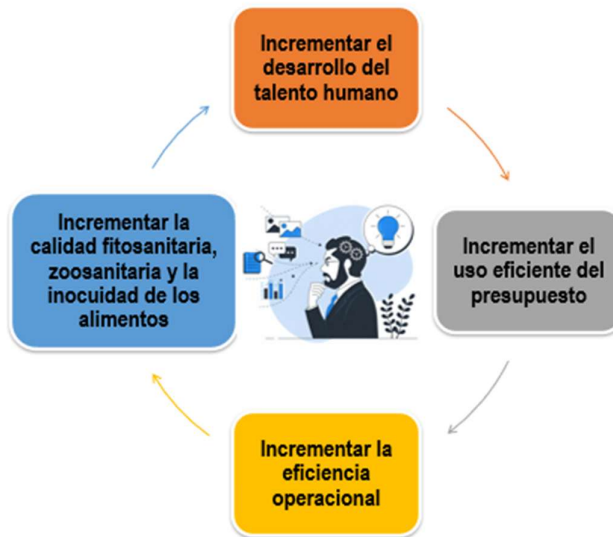 Incrementar el
desarrollo del
talento humano
Incrementar el
uso eficiente del
presupuesto
Incrementar la
eficiencia
operacional
Incrementar la
calidad fitosanitaria,
zoosanitaria y la
inocuidad de los
alimentos